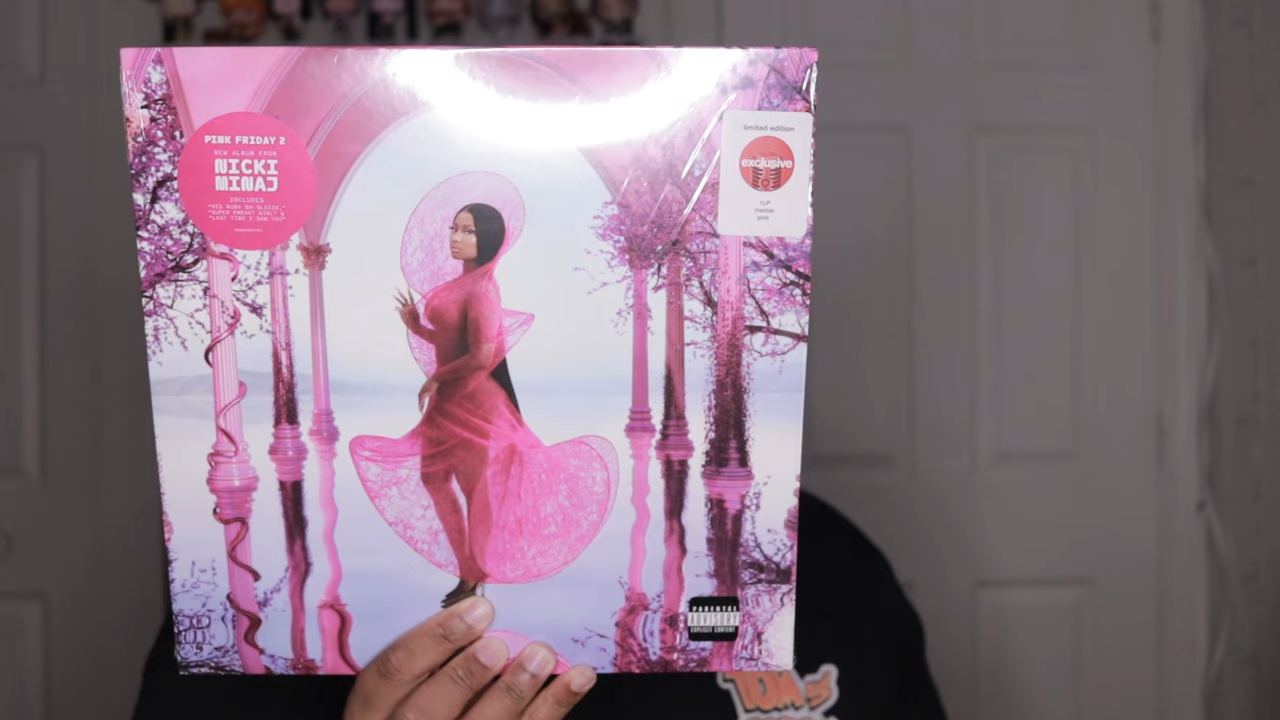 PINK FRIDAY 2
NEW ALBUM FROM
NICKI
MINAJ
INCLUDES
"RED RUBY DA SLEEZE,"
"SUPER FREAKY GIRL" &
"LAST TIME I SAW YOU"
limited edition
exclusive
1LP
marble
pink
PARENTAL
ADVISORY
EXPLICIT CONTENT
TOM